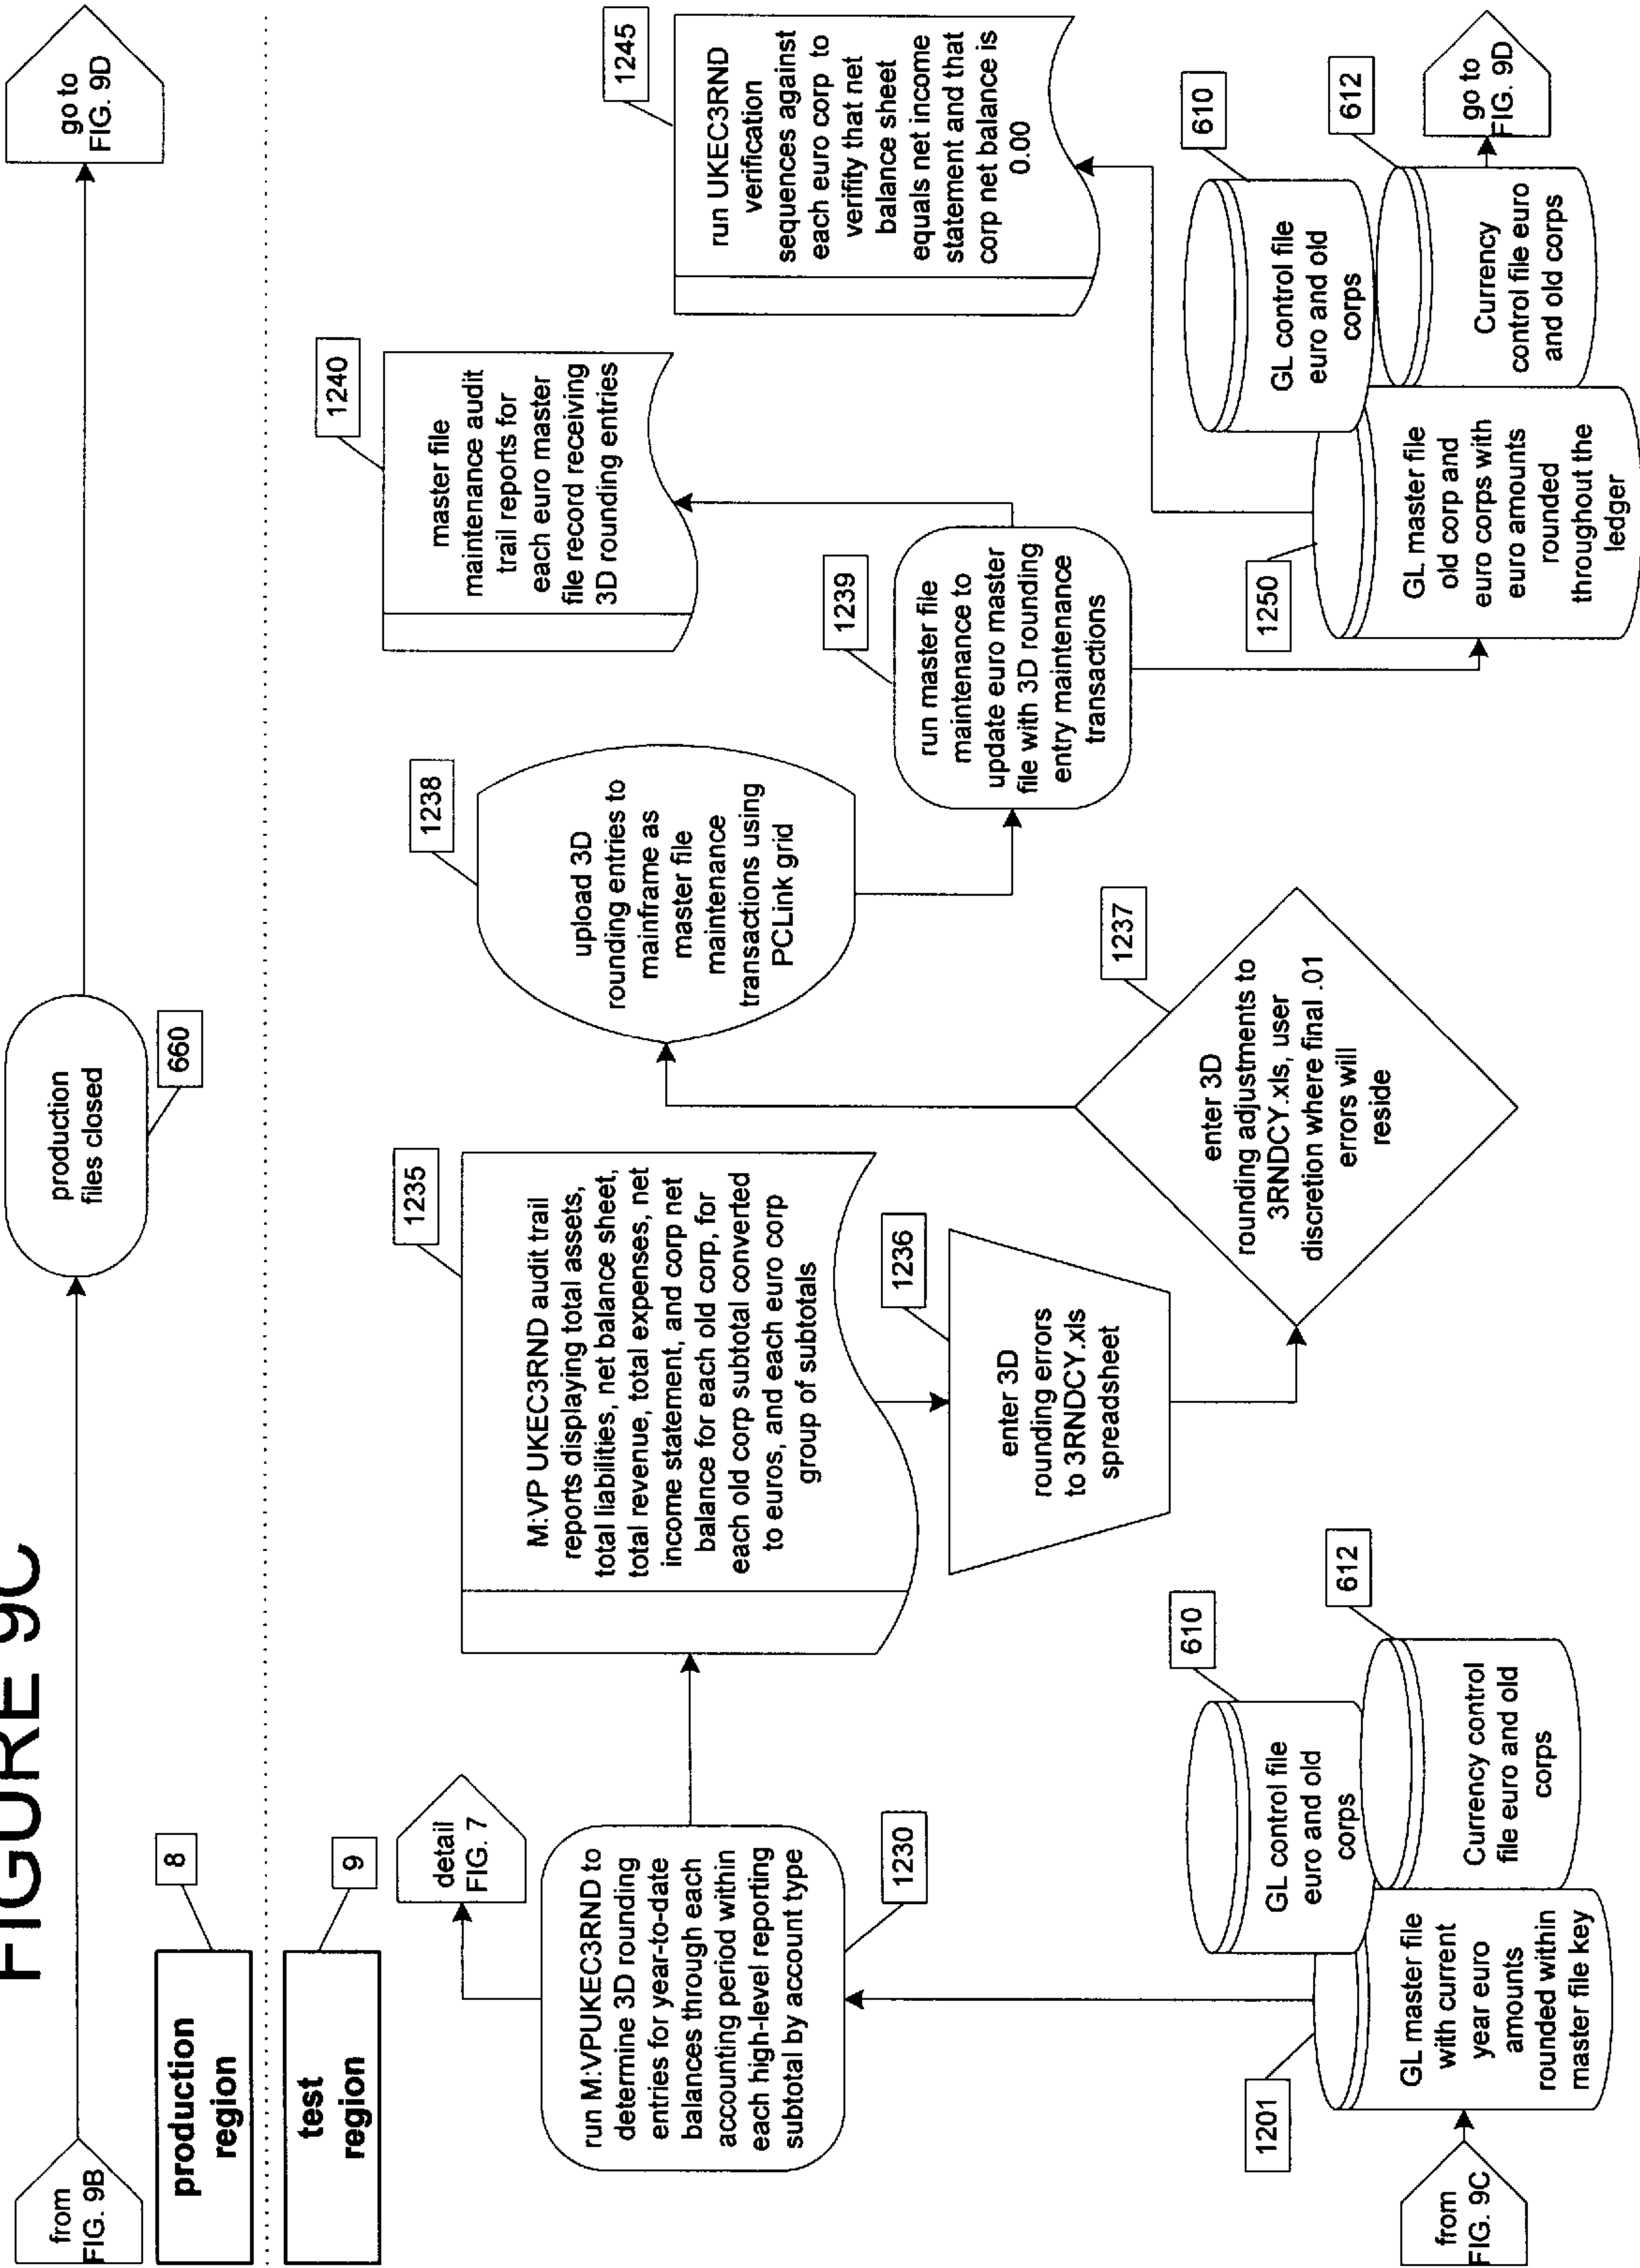 FIGURE 9C
from
FIG. 9B
production
files closed
660
go to
FIG. 9D
production
region
8
test
region
9
detail
FIG. 7
run M:VPUKEC3RND to
determine 3D rounding
entries for year-to-date
balances through each
accounting period within
each high-level reporting
subtotal by account type
1230
from
FIG. 9C
1201
GL master file
with current
year euro
amounts
rounded within
master file key
GL control file
euro and old
corps
610
Currency control
file euro and old
corps
612
1235
M:VP UKEC3RND audit trail
reports displaying total assets,
total liabilities, net balance sheet,
total revenue, total expenses, net
income statement, and corp net
balance for each old corp, for
each old corp subtotal converted
to euros, and each euro corp
group of subtotals
1236
enter 3D
rounding errors
to 3RNDCY.xls
spreadsheet
1237
enter 3D
rounding adjustments to
3RNDCY.xls, user
discretion where final .01
errors will
reside
1238
upload 3D
rounding entries to
mainframe as
master file
maintenance
transactions using
PCLink grid
1239
run master file
maintenance to
update euro master
file with 3D rounding
entry maintenance
transactions
1240
master file
maintenance audit
trail reports for
each euro master
file record receiving
3D rounding entries
1245
run UKEC3RND
verification
sequences against
each euro corp to
verifity that net
balance sheet
equals net income
statement and that
corp net balance is
0.00
1250
GL master file
old corp and
euro corps with
euro amounts
rounded
throughout the
ledger
GL control file
euro and old
corps
610
Currency
control file euro
and old corps
612
go to
FIG. 9D